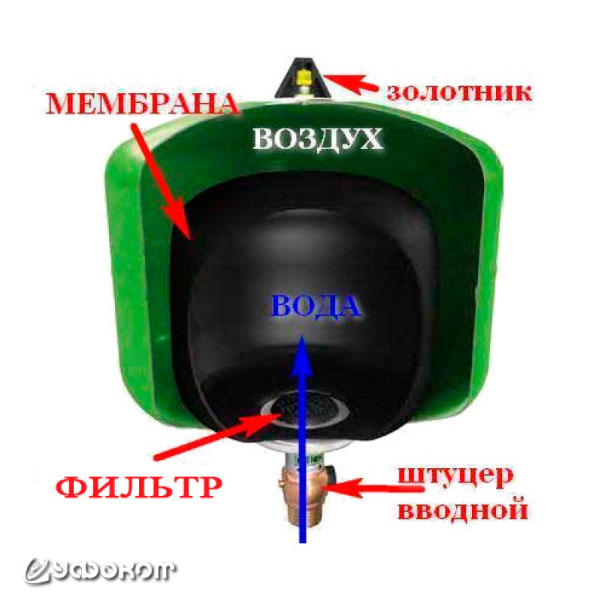 золотник
МЕМБРАНА
ВОЗДУХ
ВОДА
ФИЛЬТР
штуцер
вводной